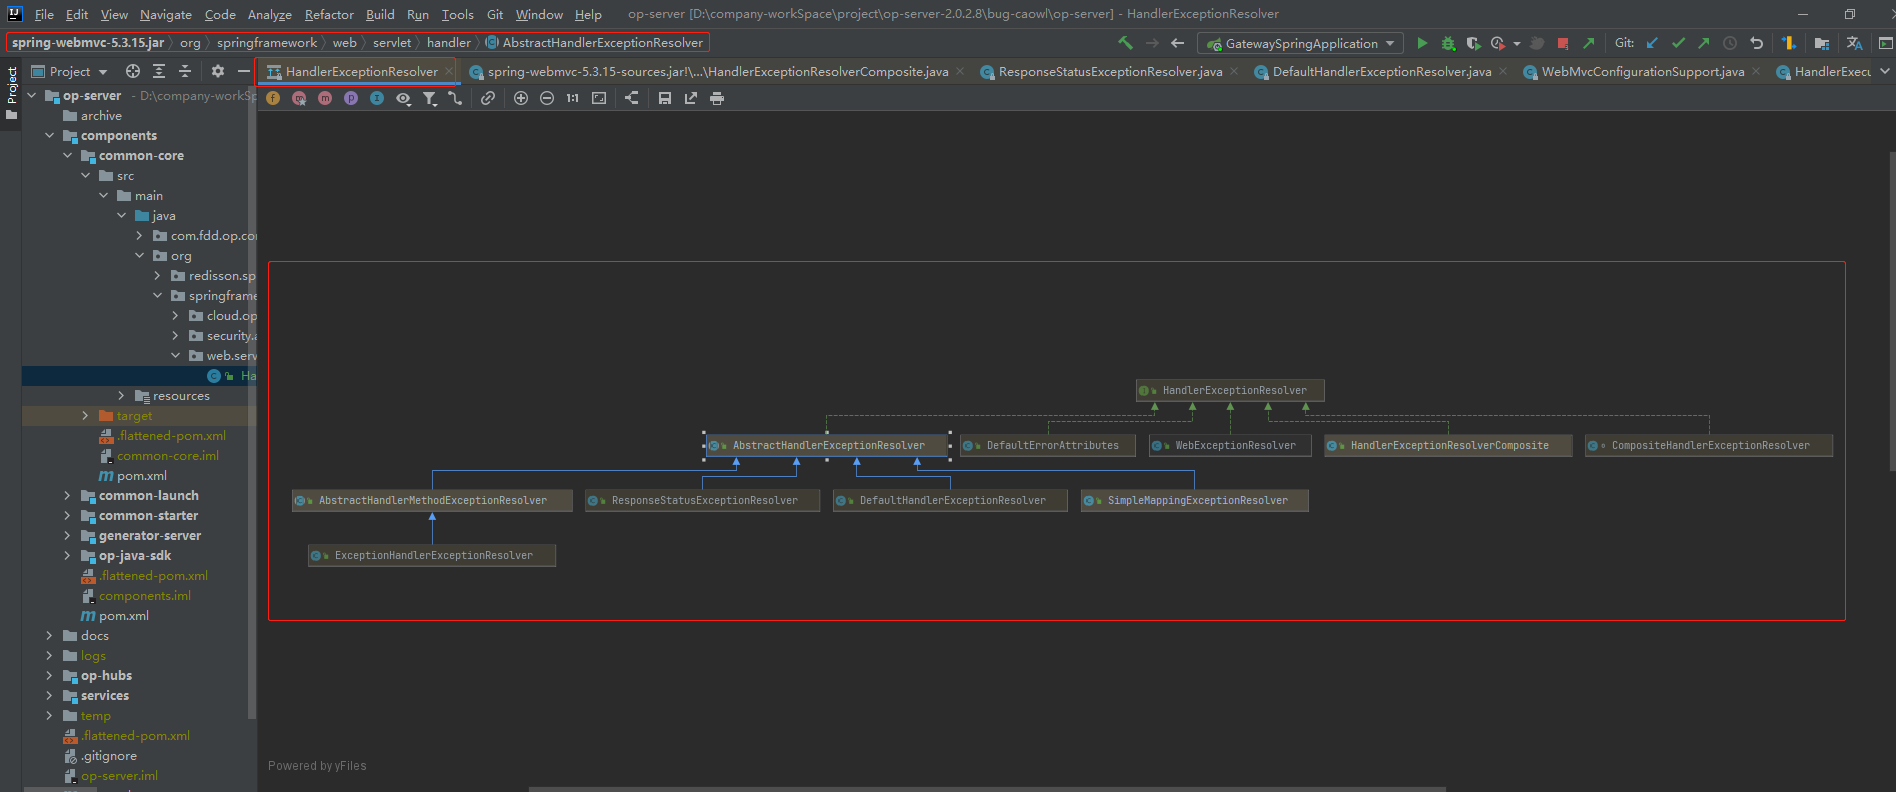 File Edit View Navigate Code Analyze Refactor Build Run Tools Git Window Help op-server [D:\company-workSpace\project\op-server-2.0.2.8\bug-caowl\op-server] - HandlerExceptionResolver
spring-webmvc-5.3.15.jar org springframework web servlet handler AbstractHandlerExceptionResolver GatewaySpringApplication Git:
Project Project HandlerExceptionResolver spring-webmvc-5.3.15-sources.jar!\...\HandlerExceptionResolverComposite.java ResponseStatusExceptionResolver.java DefaultHandlerExceptionResolver.java WebMvcConfigurationSupport.java HandlerExecu
1:1
op-server - D:\company-workSp
archive
components
common-core
src
main
java
com.fdd.op.co
org
redisson.sp
springframe
cloud.op
security.
web.serv
Ha
resources
target
.flattened-pom.xml
common-core.iml
pom.xml
common-launch
common-starter
generator-server
op-java-sdk
.flattened-pom.xml
components.iml
pom.xml
docs
logs
op-hubs
services
temp
.flattened-pom.xml
.gitignore
op-server.iml
HandlerExceptionResolver
AbstractHandlerExceptionResolver DefaultErrorAttributes WebExceptionResolver HandlerExceptionResolverComposite CompositeHandlerExceptionResolver
AbstractHandlerMethodExceptionResolver ResponseStatusExceptionResolver DefaultHandlerExceptionResolver SimpleMappingExceptionResolver
ExceptionHandlerExceptionResolver
Powered by yFiles